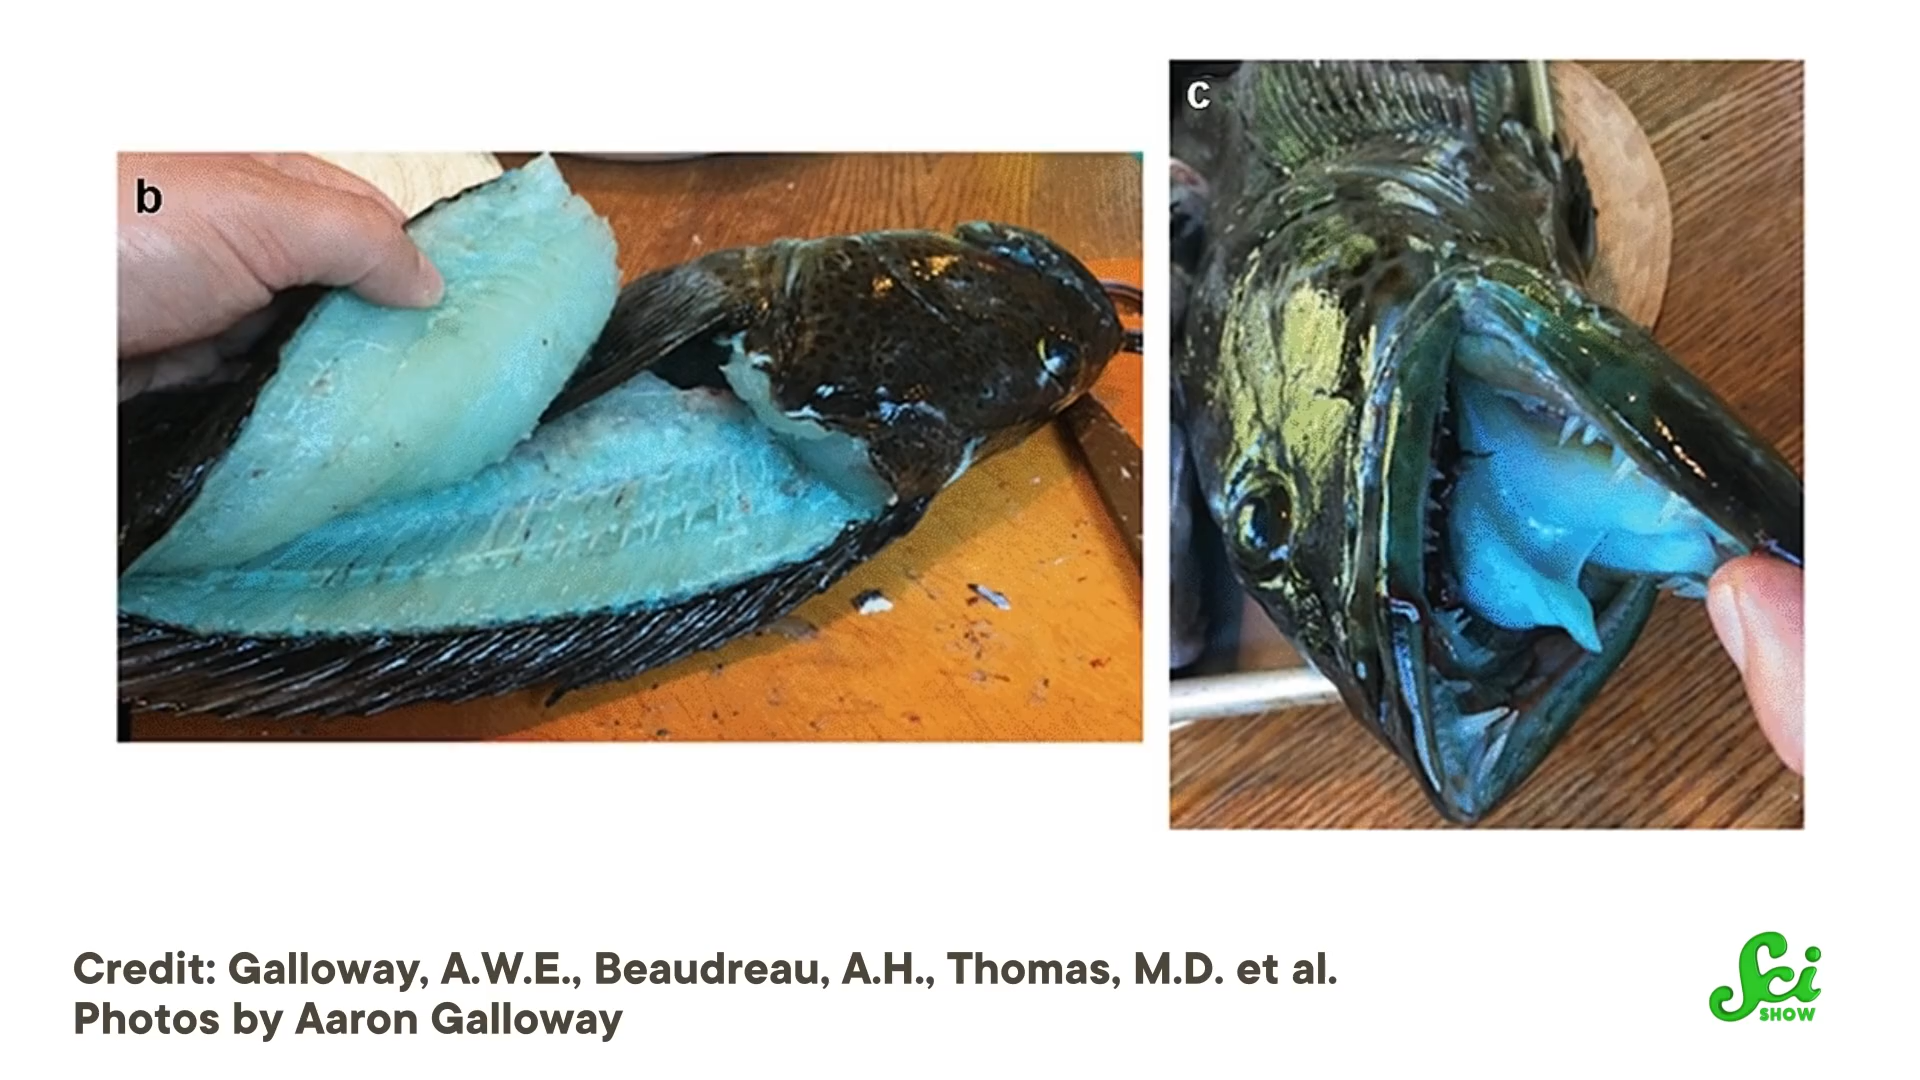 b
c
Credit: Galloway, A.W.E., Beaudreau, A.H., Thomas, M.D. et al.
Photos by Aaron Galloway
Sci
SHOW